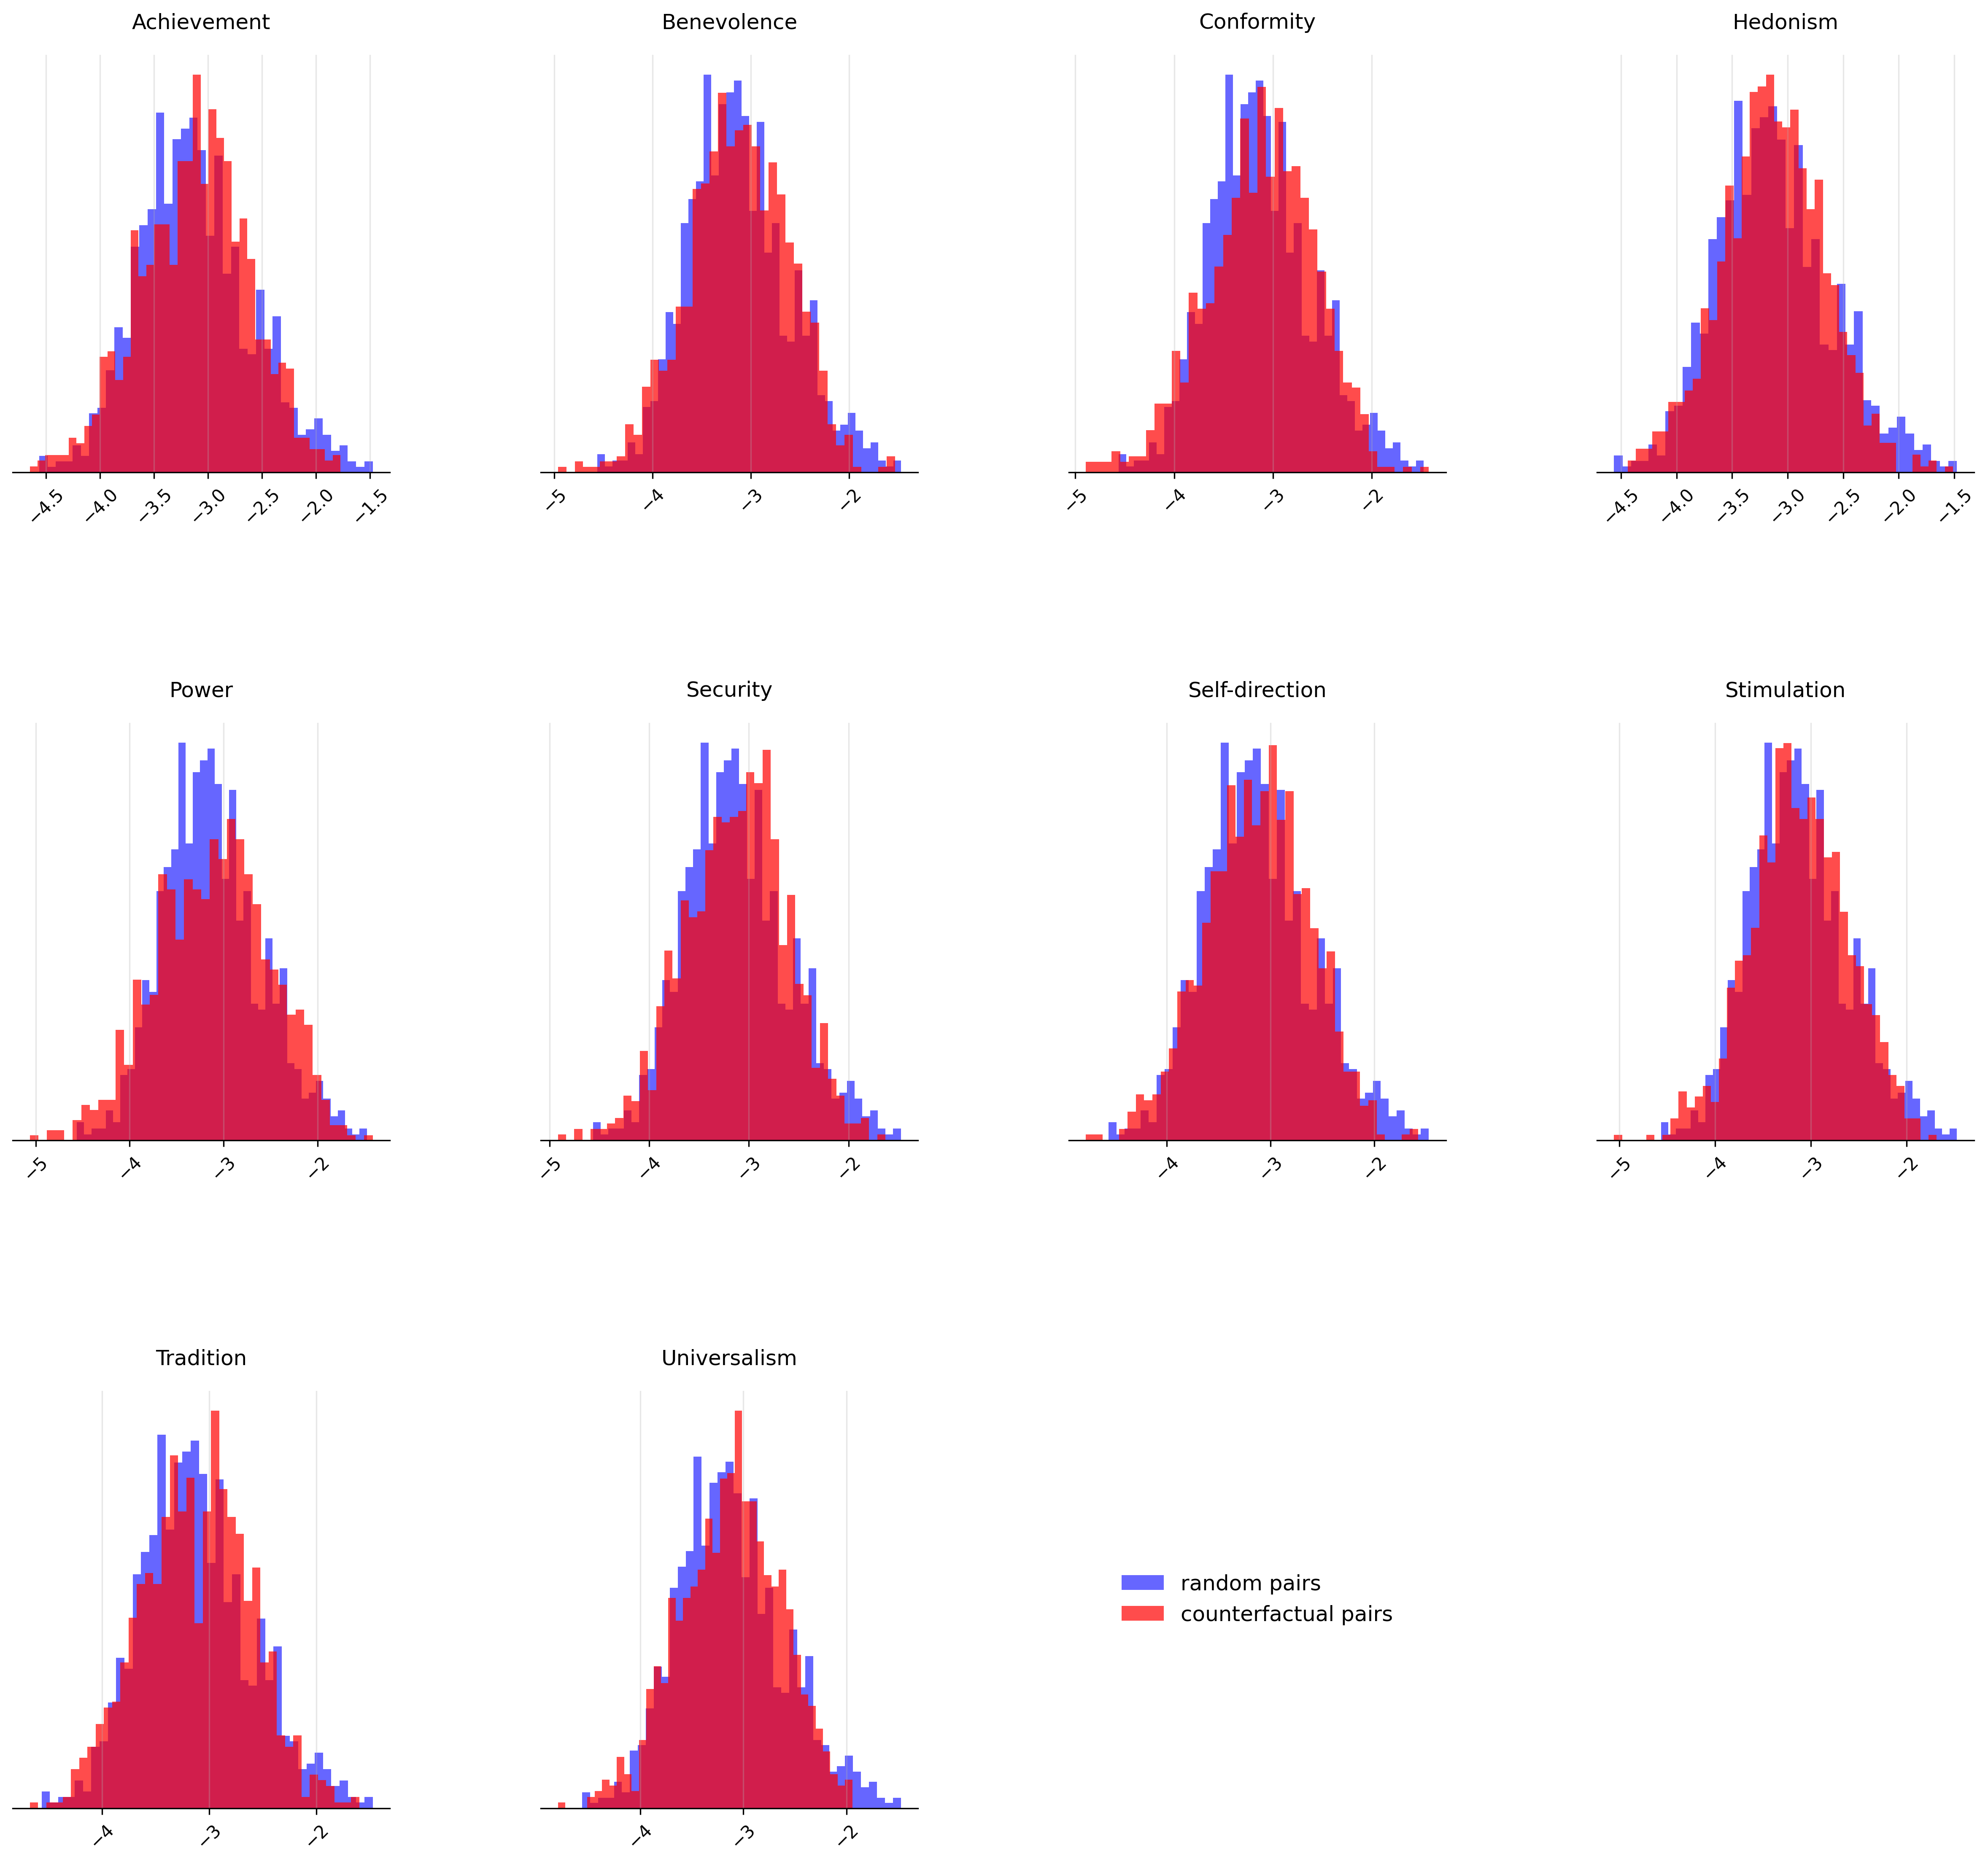 Achievement Benevolence Conformity Hedonism
−4.5 −4.0 −3.5 −3.0 −2.5 −2.0 −1.5
−5 −4 −3 −2
−5 −4 −3 −2
−4.5 −4.0 −3.5 −3.0 −2.5 −2.0 −1.5
Power Security Self-direction Stimulation
−5 −4 −3 −2
−5 −4 −3 −2
−4 −3 −2
−5 −4 −3 −2
Tradition Universalism
random pairs
counterfactual pairs
−4 −3 −2
−4 −3 −2